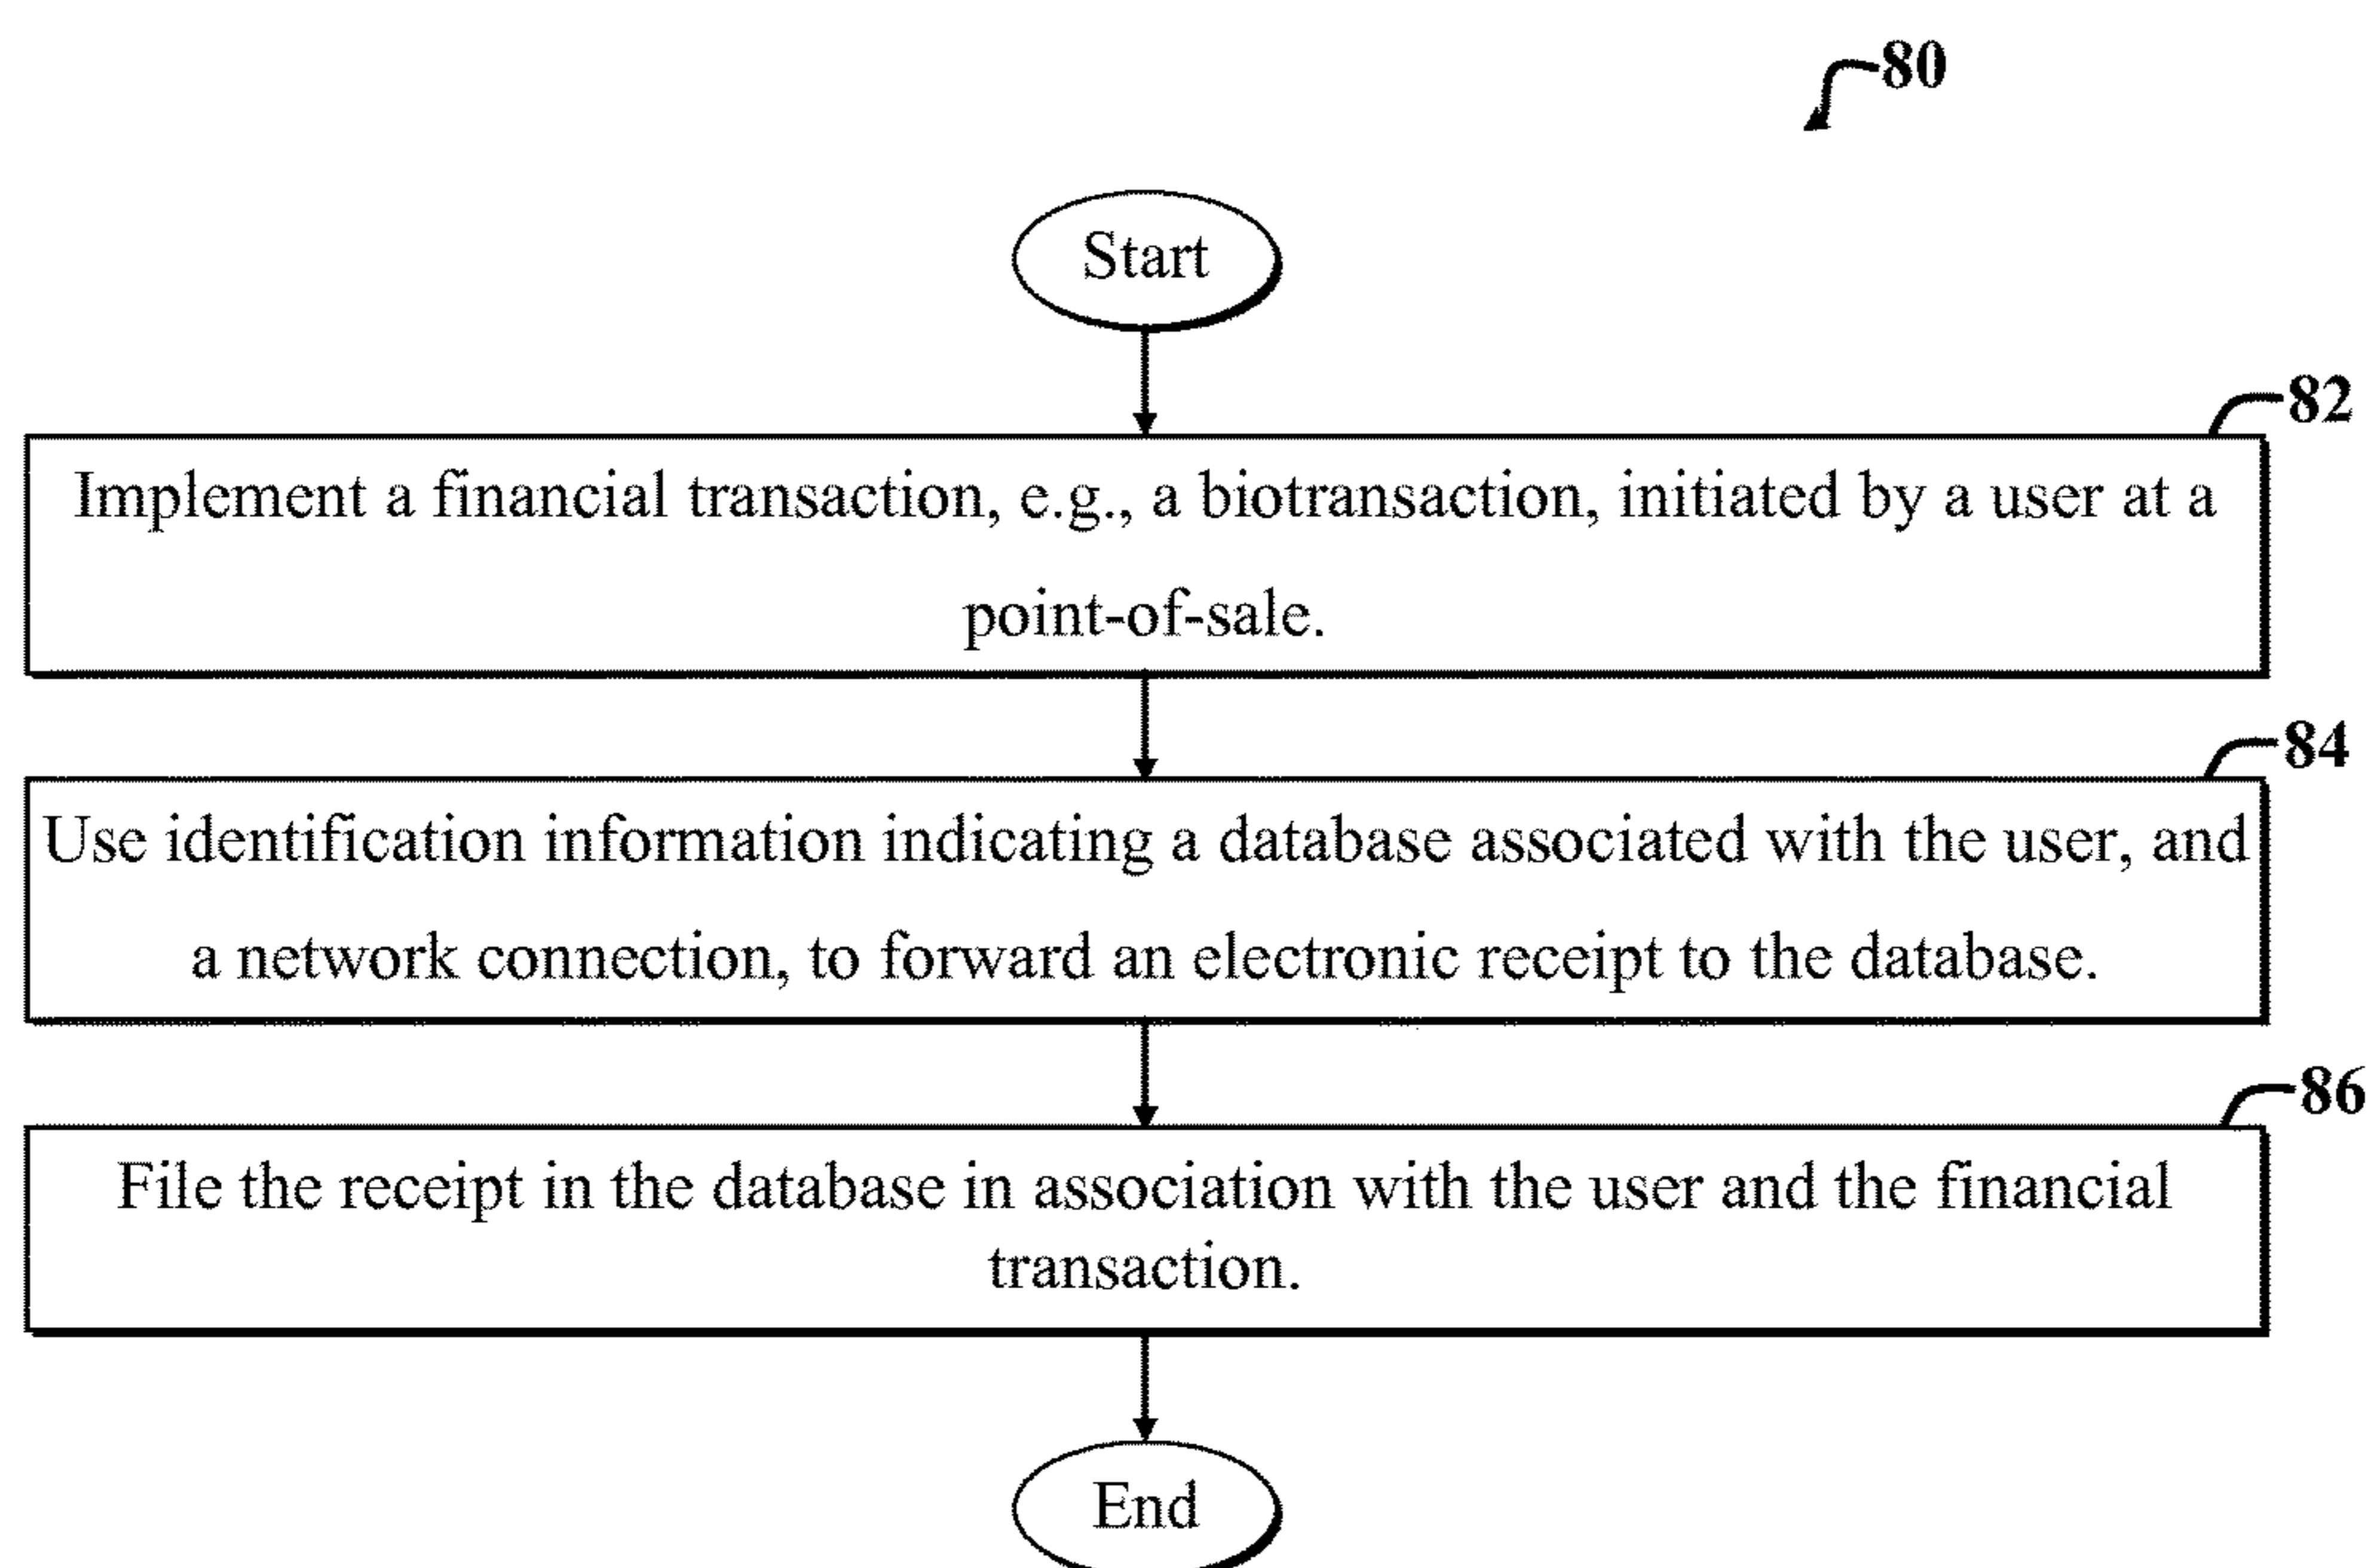 80
Start
82
Implement a financial transaction, e.g., a biotransaction, initiated by a user at a
point-of-sale.
84
Use identification information indicating a database associated with the user, and
a network connection, to forward an electronic receipt to the database.
86
File the receipt in the database in association with the user and the financial
transaction.
End